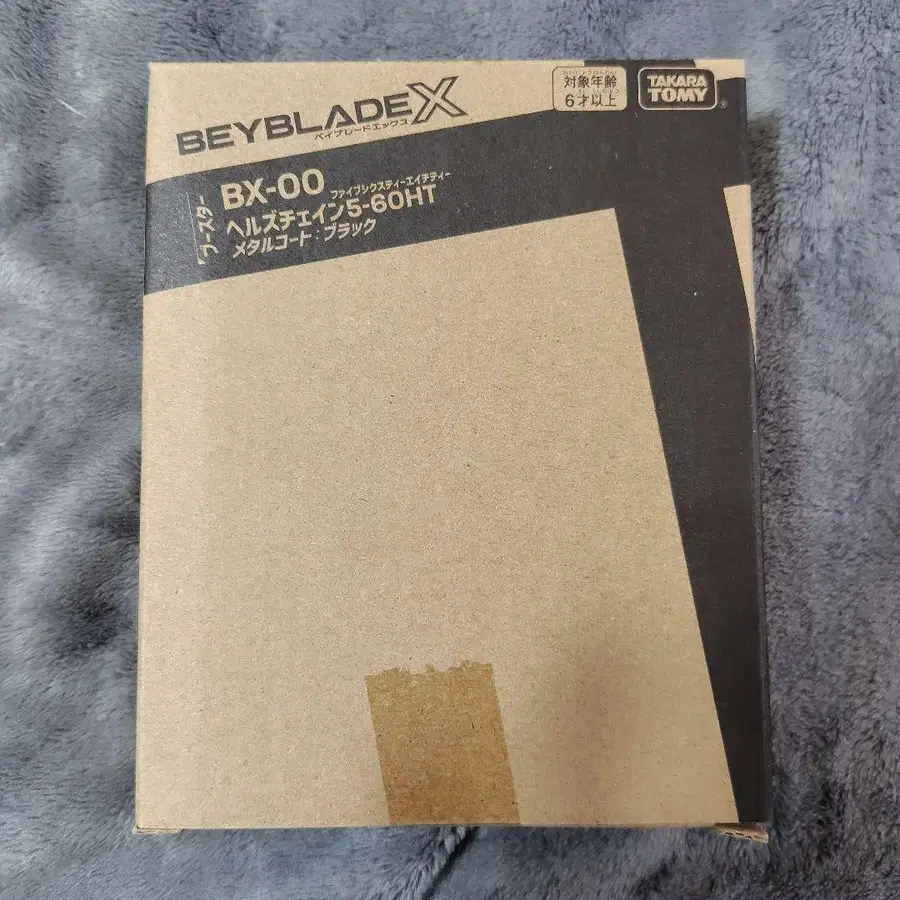 BEYBLADE X
ベイブレードエックス
対象年齢
6才以上
TAKARA
TOMY
ブースター
BX-00
ファイブシクスティーエイチティー
ヘルズチェイン5-60HT
メタルコート:ブラック